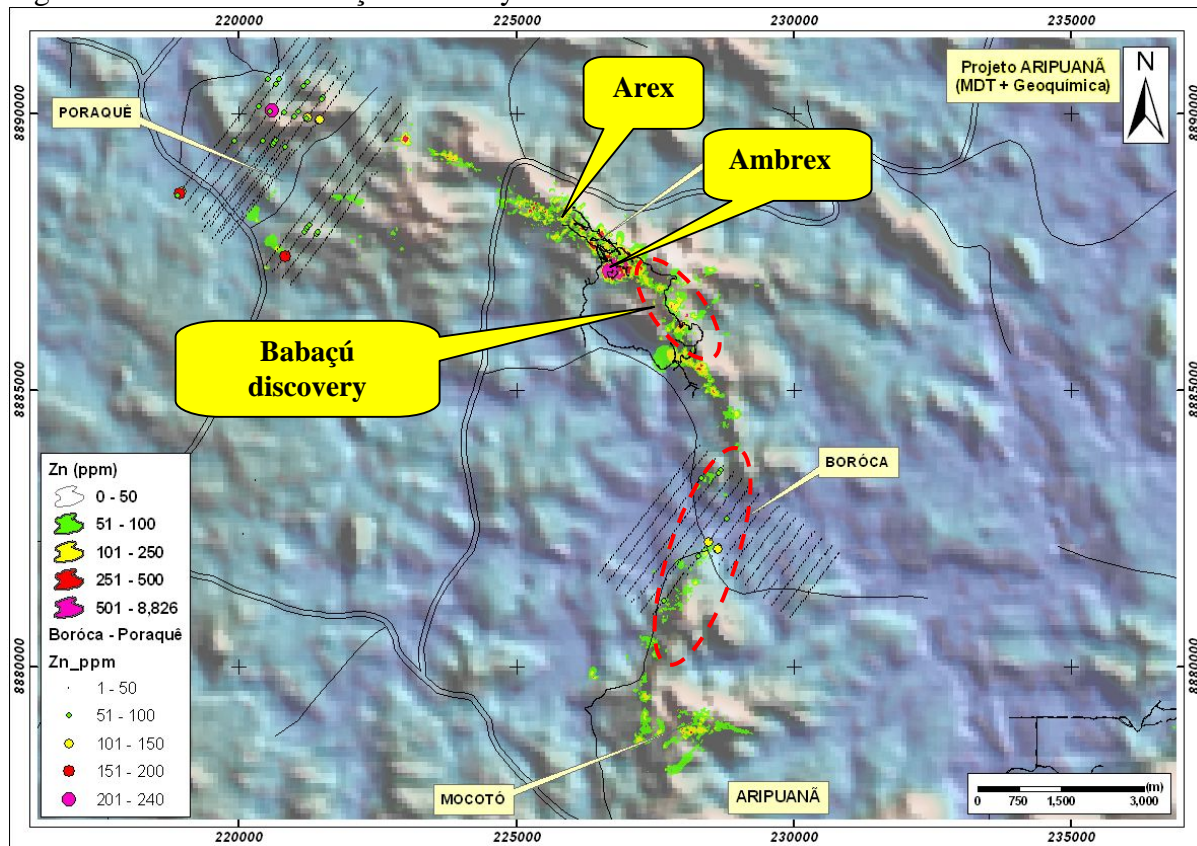 220000 225000 230000 235000
Projeto ARIPUANÃ
(MDT + Geoquímica)
N
Arex
PORAQUÊ
8890000 8890000
Ambrex
Babaçú
discovery
8885000 8885000
BORÓCA
Zn (ppm)
0 - 50
51 - 100
101 - 250
251 - 500
501 - 8,826
Boróca - Poraquê
Zn_ppm
1 - 50
51 - 100
101 - 150
151 - 200
201 - 240
8880000 8880000
MOCOTÓ
ARIPUANÃ
(m)
0 750 1,500 3,000
220000 225000 230000 235000